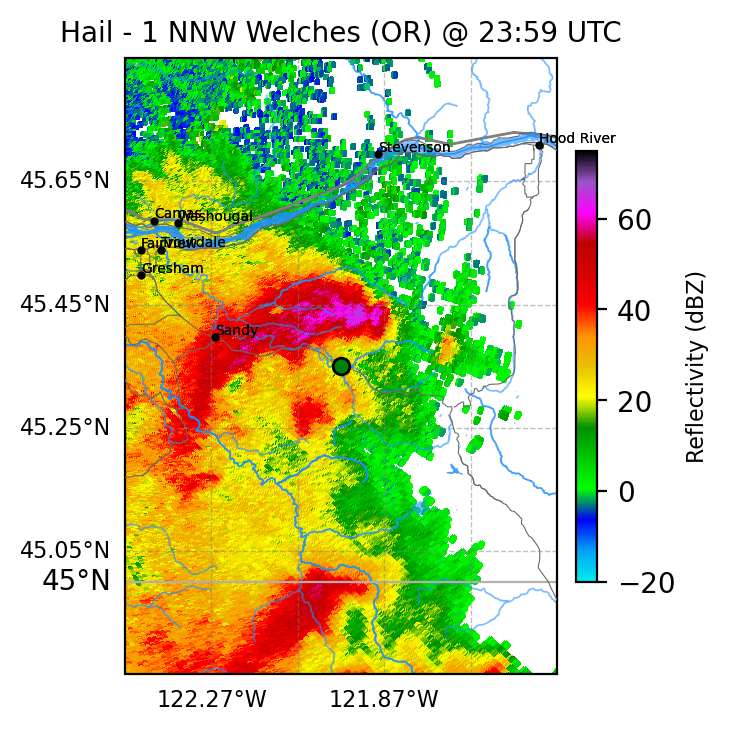 Hail - 1 NNW Welches (OR) @ 23:59 UTC
Hood River
Stevenson
45.65°N
Camas
Washougal
Fairview
Troutdale
Gresham
45.45°N
Sandy
45.25°N
45.05°N
45°N
122.27°W
121.87°W
60
40
20
0
−20
Reflectivity (dBZ)